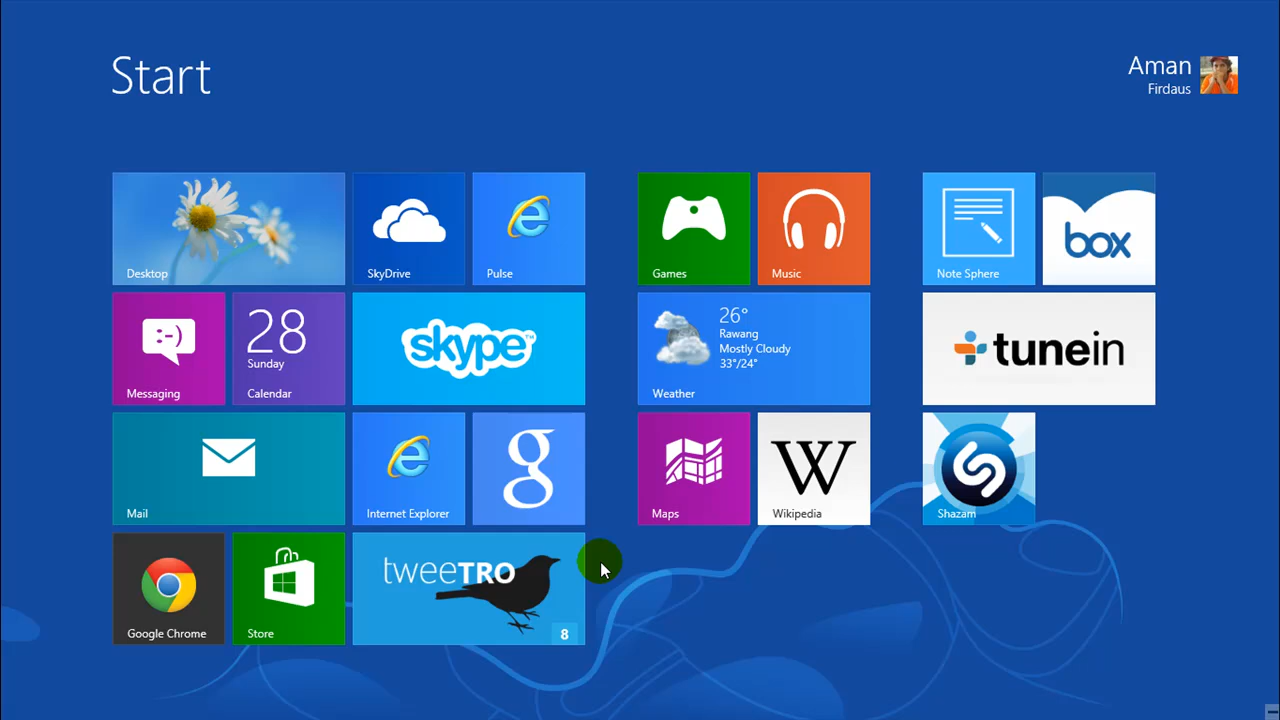 Start
Aman
Firdaus
Desktop
SkyDrive
Pulse
Games
Music
Note Sphere
box
Messaging
28
Sunday
Calendar
skype™
26°
Rawang
Mostly Cloudy
33°/24°
Weather
tunein
Mail
Internet Explorer
g
Maps
W
Wikipedia
Shazam
Google Chrome
Store
tweeTRO
8